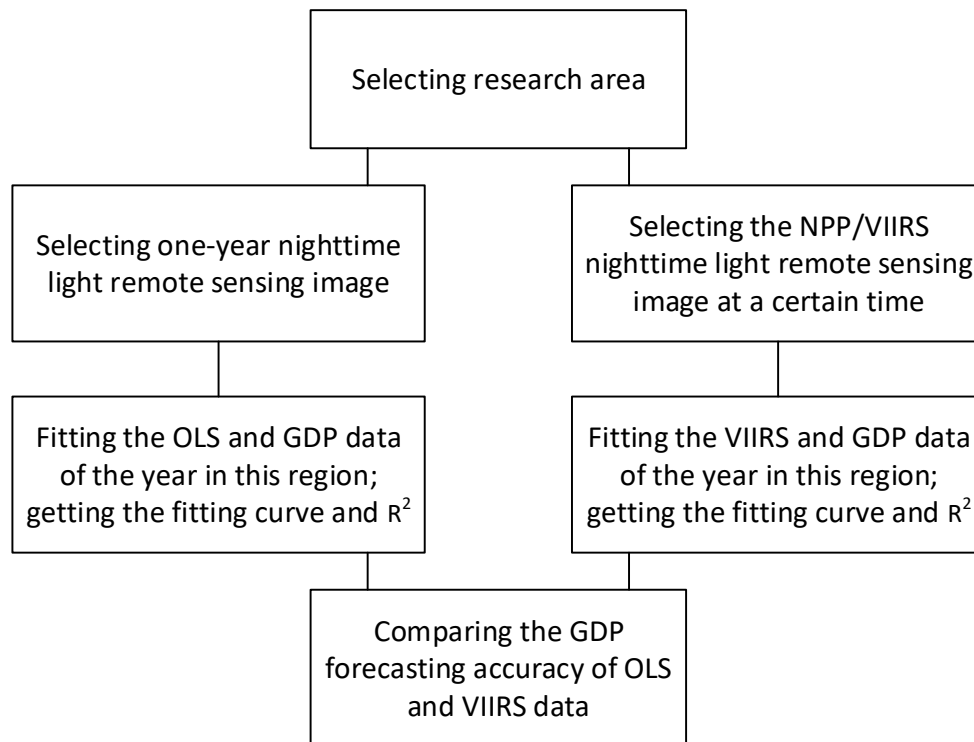 Selecting research area
Selecting one-year nighttime
light remote sensing image
Selecting the NPP/VIIRS
nighttime light remote sensing
image at a certain time
Fitting the OLS and GDP data
of the year in this region;
getting the fitting curve and R²
Fitting the VIIRS and GDP data
of the year in this region;
getting the fitting curve and R²
Comparing the GDP
forecasting accuracy of OLS
and VIIRS data